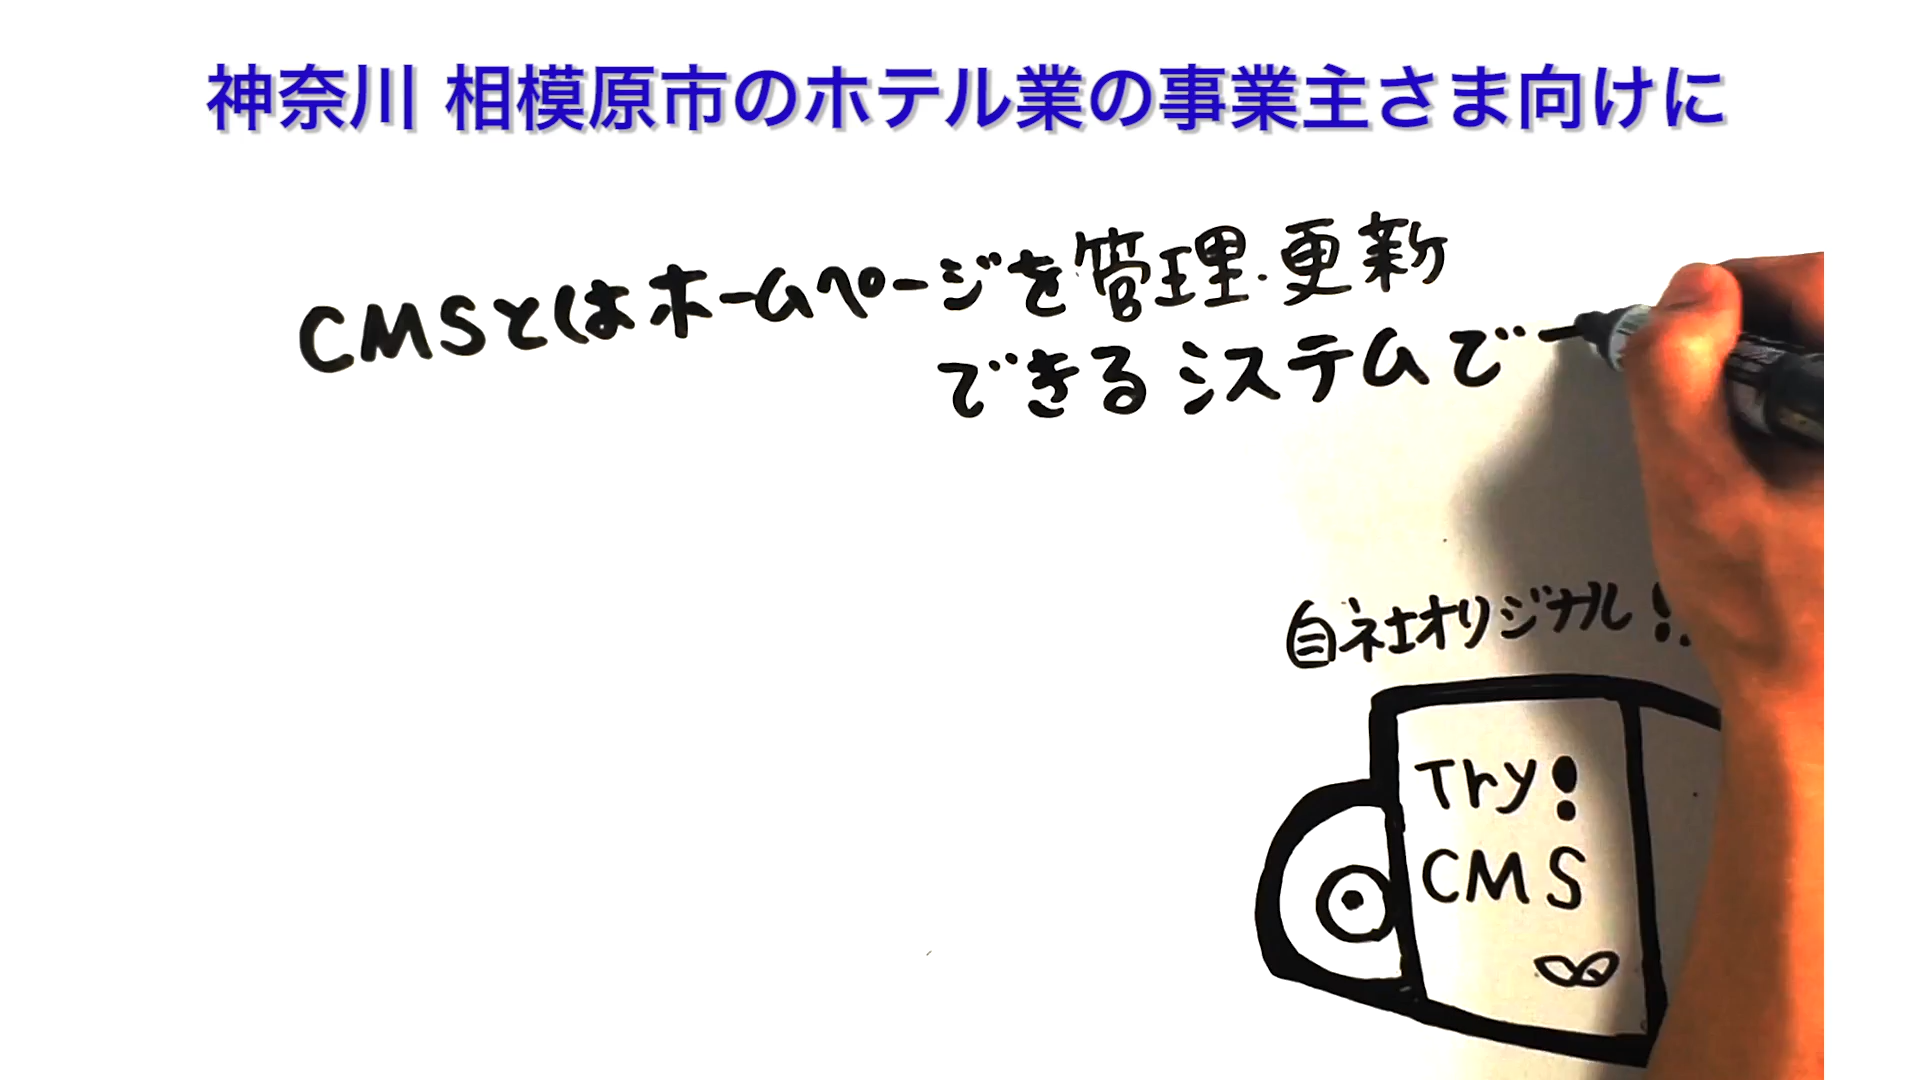 神奈川 相模原市のホテル業の事業主さま向けに
CMSとはホームページを管理・更新
できるシステムで
自社オリジナル!!
Try!
CMS